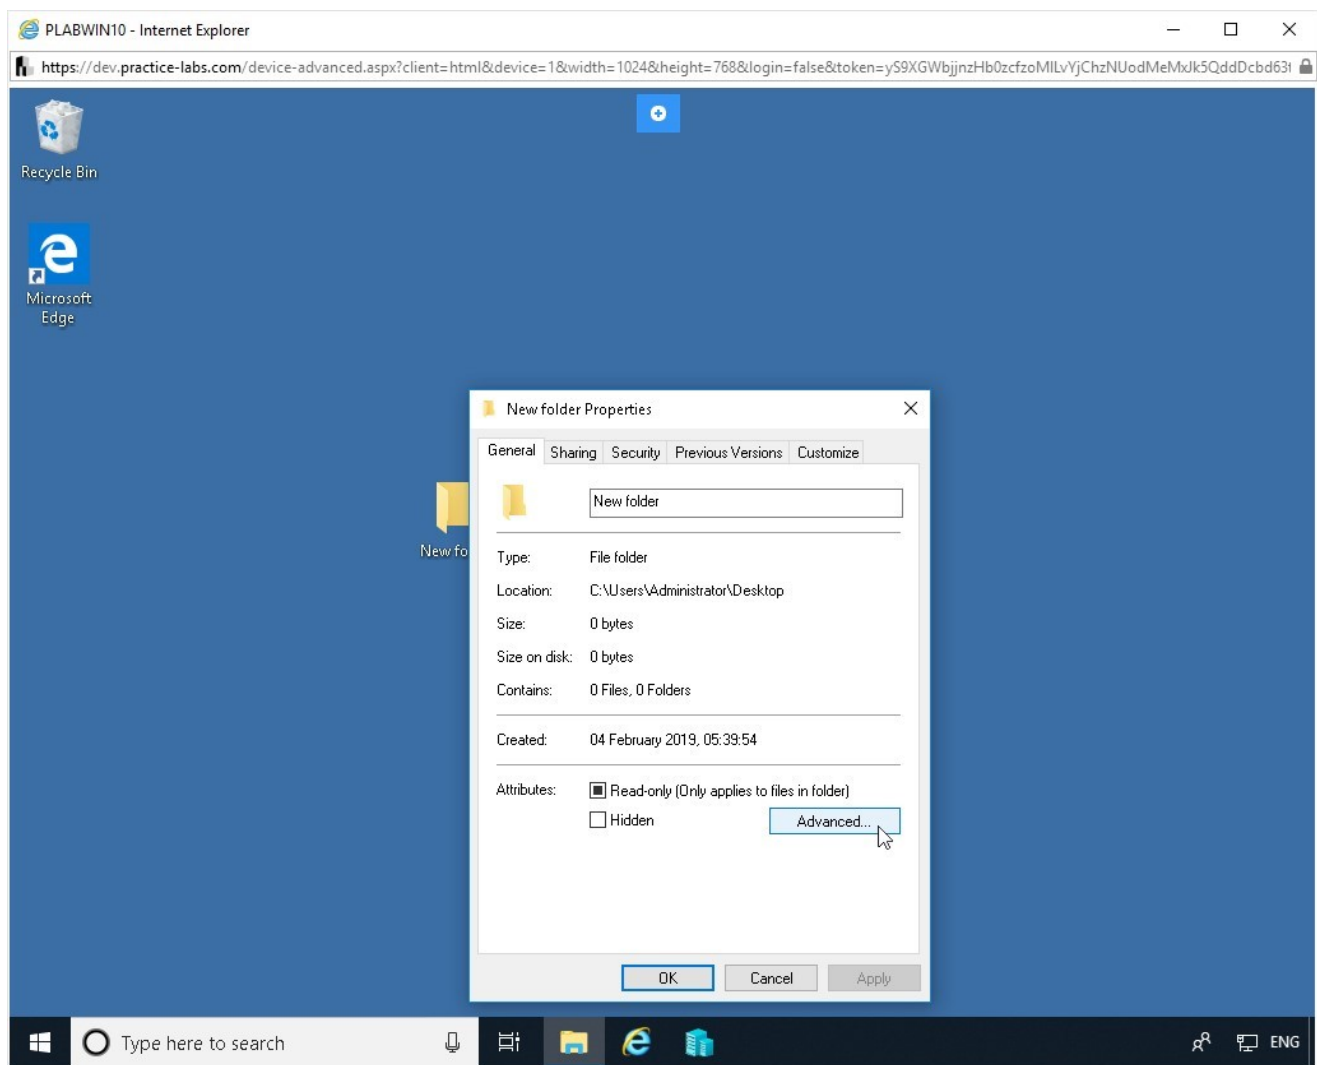 PLABWIN10 - Internet Explorer
https://dev.practice-labs.com/device-advanced.aspx?client=html&device=1&width=1024&height=768&login=false&token=yS9XGWbjjnzHb0zcfzoMILvYjChzNUodMeMxJk5QddDcbd63t
Recycle Bin
Microsoft
Edge
New folder Properties
General Sharing Security Previous Versions Customize
New folder
New fo
Type: File folder
Location: C:\Users\Administrator\Desktop
Size: 0 bytes
Size on disk: 0 bytes
Contains: 0 Files, 0 Folders
Created: 04 February 2019, 05:39:54
Attributes: Read-only (Only applies to files in folder)
Hidden Advanced...
OK Cancel Apply
Type here to search ENG